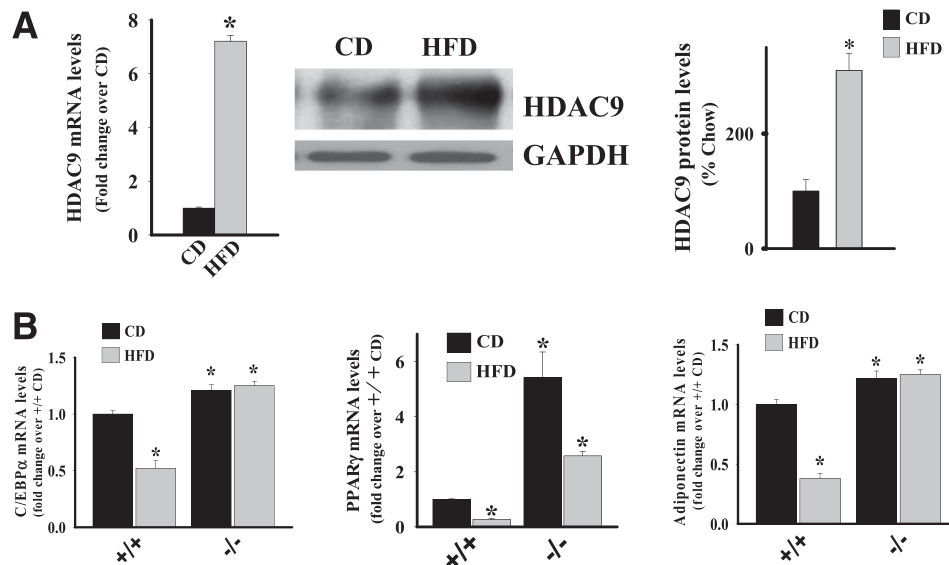 A
HDAC9 mRNA levels
(Fold change over CD)
8
6
4
2
0
*
CD
HFD
CD HFD
HDAC9
GAPDH
CD
HFD
HDAC9 protein levels
(% Chow)
200
0
*
B
CD
HFD
C/EBPα mRNA levels
(fold change over +/+ CD)
1.5
1.0
0.5
0.0
*
*
*
+/+
-/-
CD
HFD
PPARγ mRNA levels
(fold change over +/+ CD)
6
4
2
0
*
*
*
+/+
-/-
CD
HFD
Adiponectin mRNA levels
(fold change over +/+ CD)
1.5
1.0
0.5
0.0
*
*
*
+/+
-/-